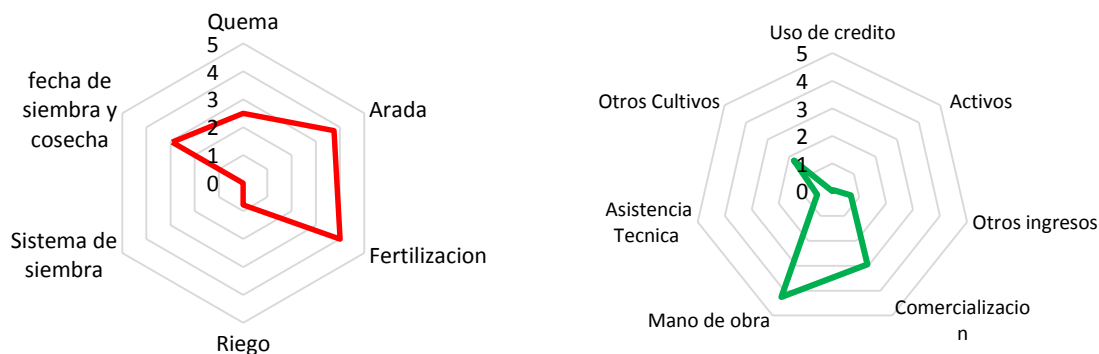 Quema
5
4
3
2
1
0
Arada
Fertilizacion
Riego
Sistema de
siembra
fecha de
siembra y
cosecha
Uso de credito
5
4
3
2
1
0
Activos
Otros ingresos
Comercializacio
n
Mano de obra
Asistencia
Tecnica
Otros Cultivos